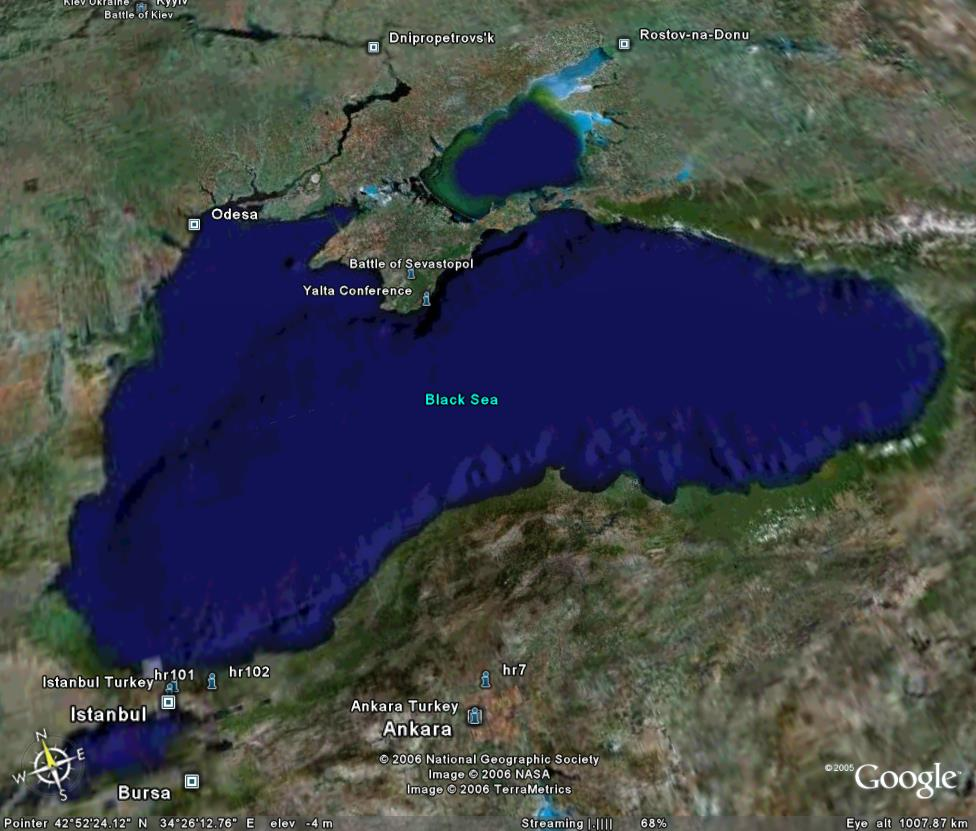 Kiev Ukraine
Kyyiv
Battle of Kiev
Dnipropetrovs'k
Rostov-na-Donu
Odesa
Battle of Sevastopol
Yalta Conference
Black Sea
hr101
hr102
Istanbul Turkey
Istanbul
hr7
Ankara Turkey
Ankara
Bursa
N
E
W
S
© 2006 National Geographic Society
Image © 2006 NASA
Image © 2006 TerraMetrics
©2005 Google™
Pointer 42°52'24.12" N 34°26'12.76" E elev -4 m Streaming |.|||| 68% Eye alt 1007.87 km